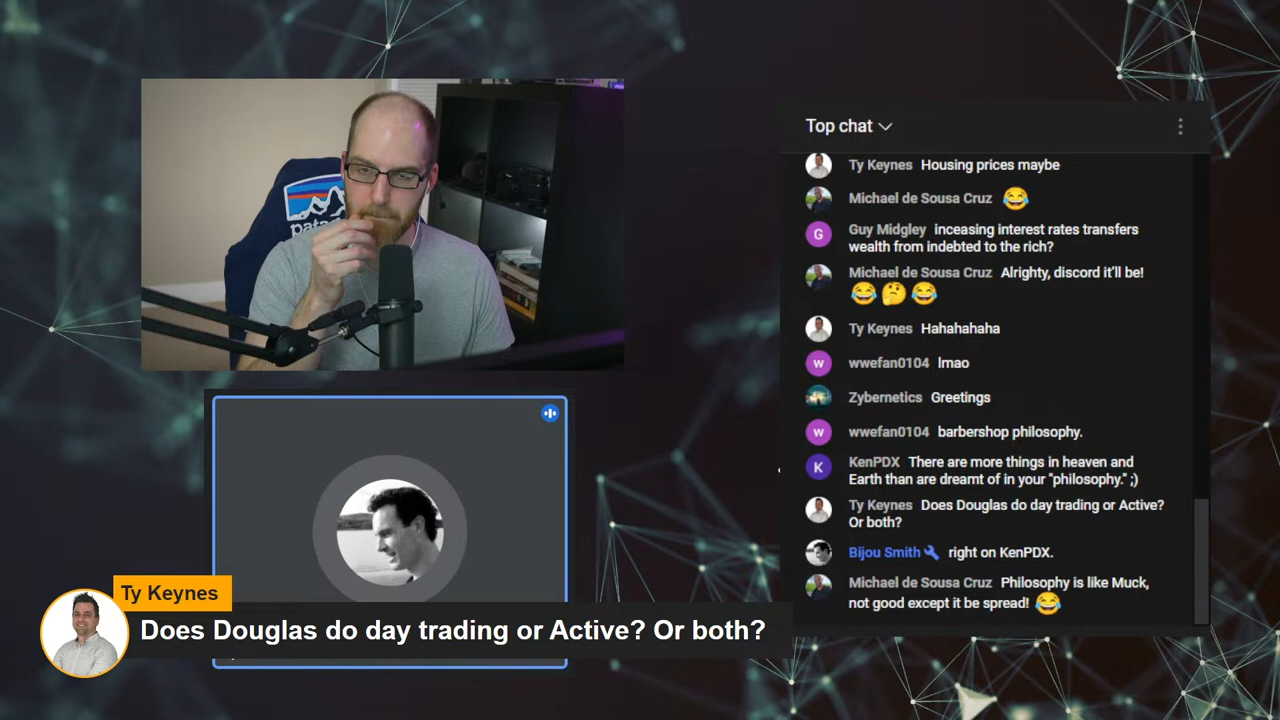 Top chat
Ty Keynes Housing prices maybe
Michael de Sousa Cruz 😂
Guy Midgley inceasing interest rates transfers
wealth from indebted to the rich?
Michael de Sousa Cruz Alrighty, discord it'll be!
😂 🤔 😂
Ty Keynes Hahahahaha
wwefan0104 lmao
Zybernetics Greetings
wwefan0104 barbershop philosophy.
KenPDX There are more things in heaven and
Earth than are dreamt of in your "philosophy." ;)
Ty Keynes Does Douglas do day trading or Active?
Or both?
Bijou Smith right on KenPDX.
Michael de Sousa Cruz Philosophy is like Muck,
not good except it be spread! 😂
G
w
w
K
Ty Keynes
Does Douglas do day trading or Active? Or both?